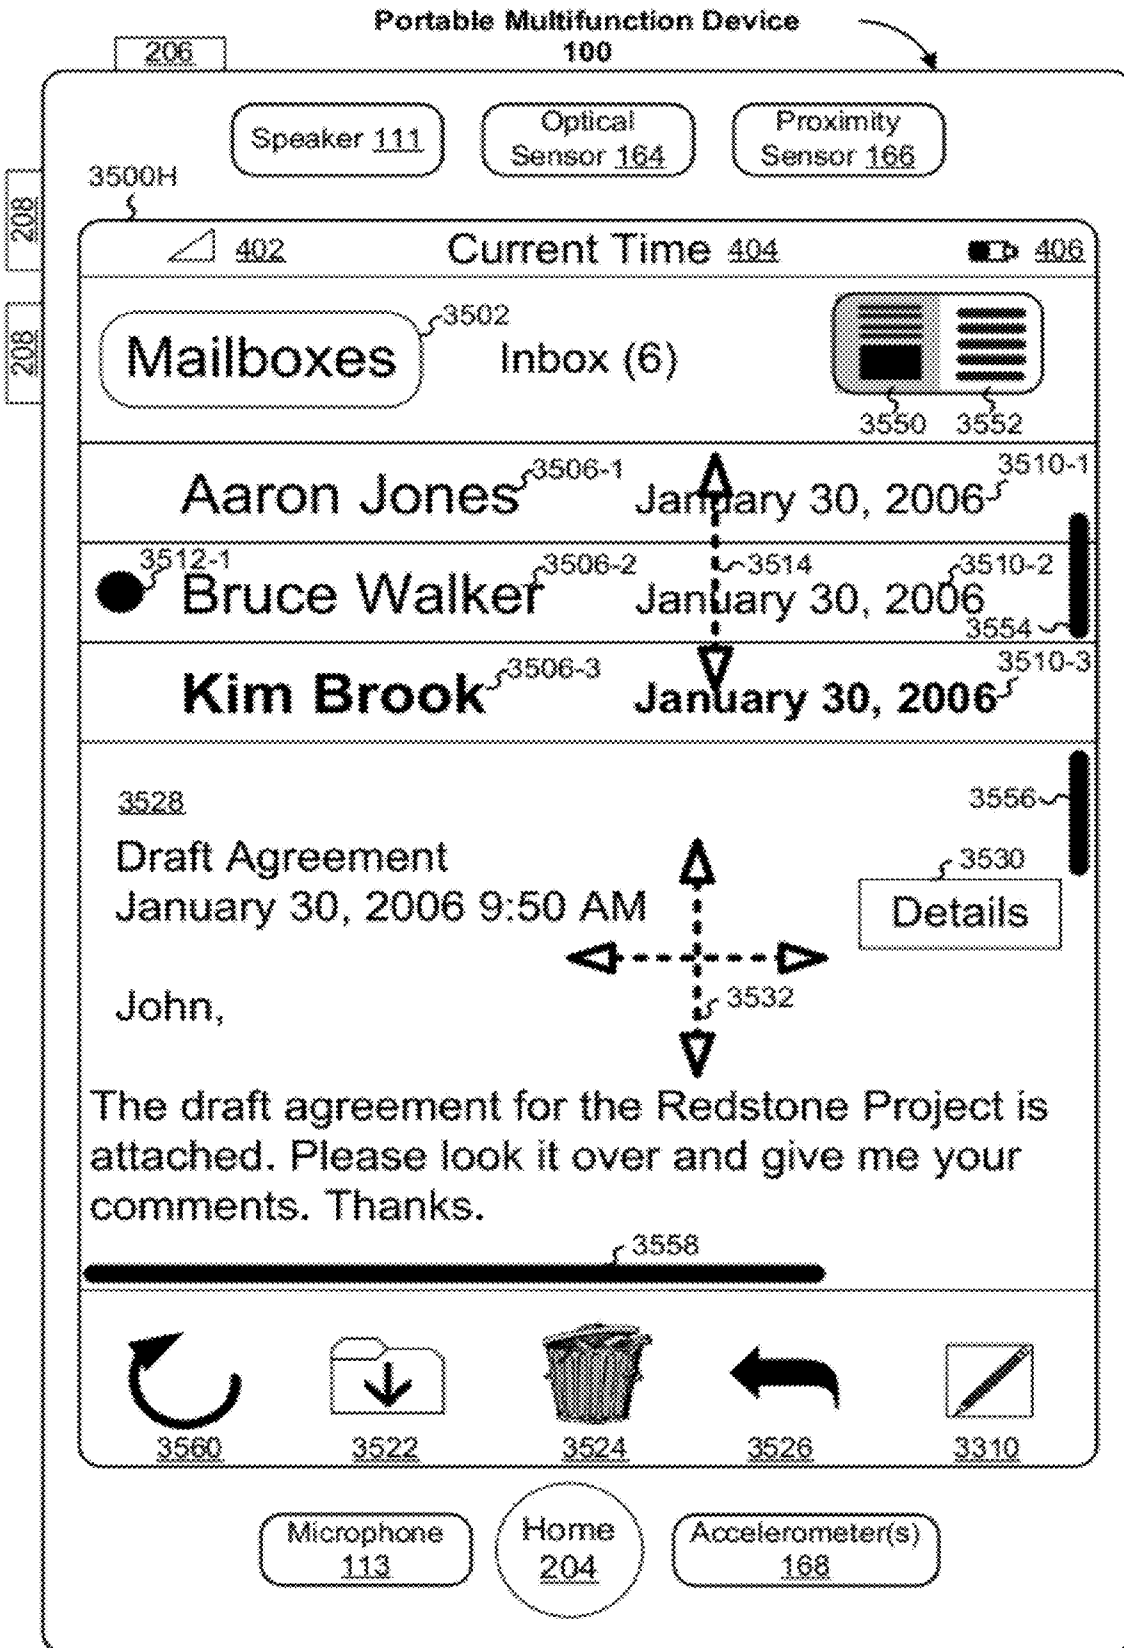 Portable Multifunction Device
100
206
Speaker 111
Optical
Sensor 164
Proximity
Sensor 166
3500H
208
208
402
Current Time 404
406
Mailboxes
3502
Inbox (6)
3550
3552
Aaron Jones
3506-1
January 30, 2006
3510-1
3512-1
Bruce Walker
3506-2
3514
January 30, 2006
3510-2
3554
Kim Brook
3506-3
January 30, 2006
3510-3
3528
3556
Draft Agreement
3530
January 30, 2006 9:50 AM
Details
John,
3532
The draft agreement for the Redstone Project is
attached. Please look it over and give me your
comments. Thanks.
3558
3560
3522
3524
3526
3310
Microphone
113
Home
204
Accelerometer(s)
168